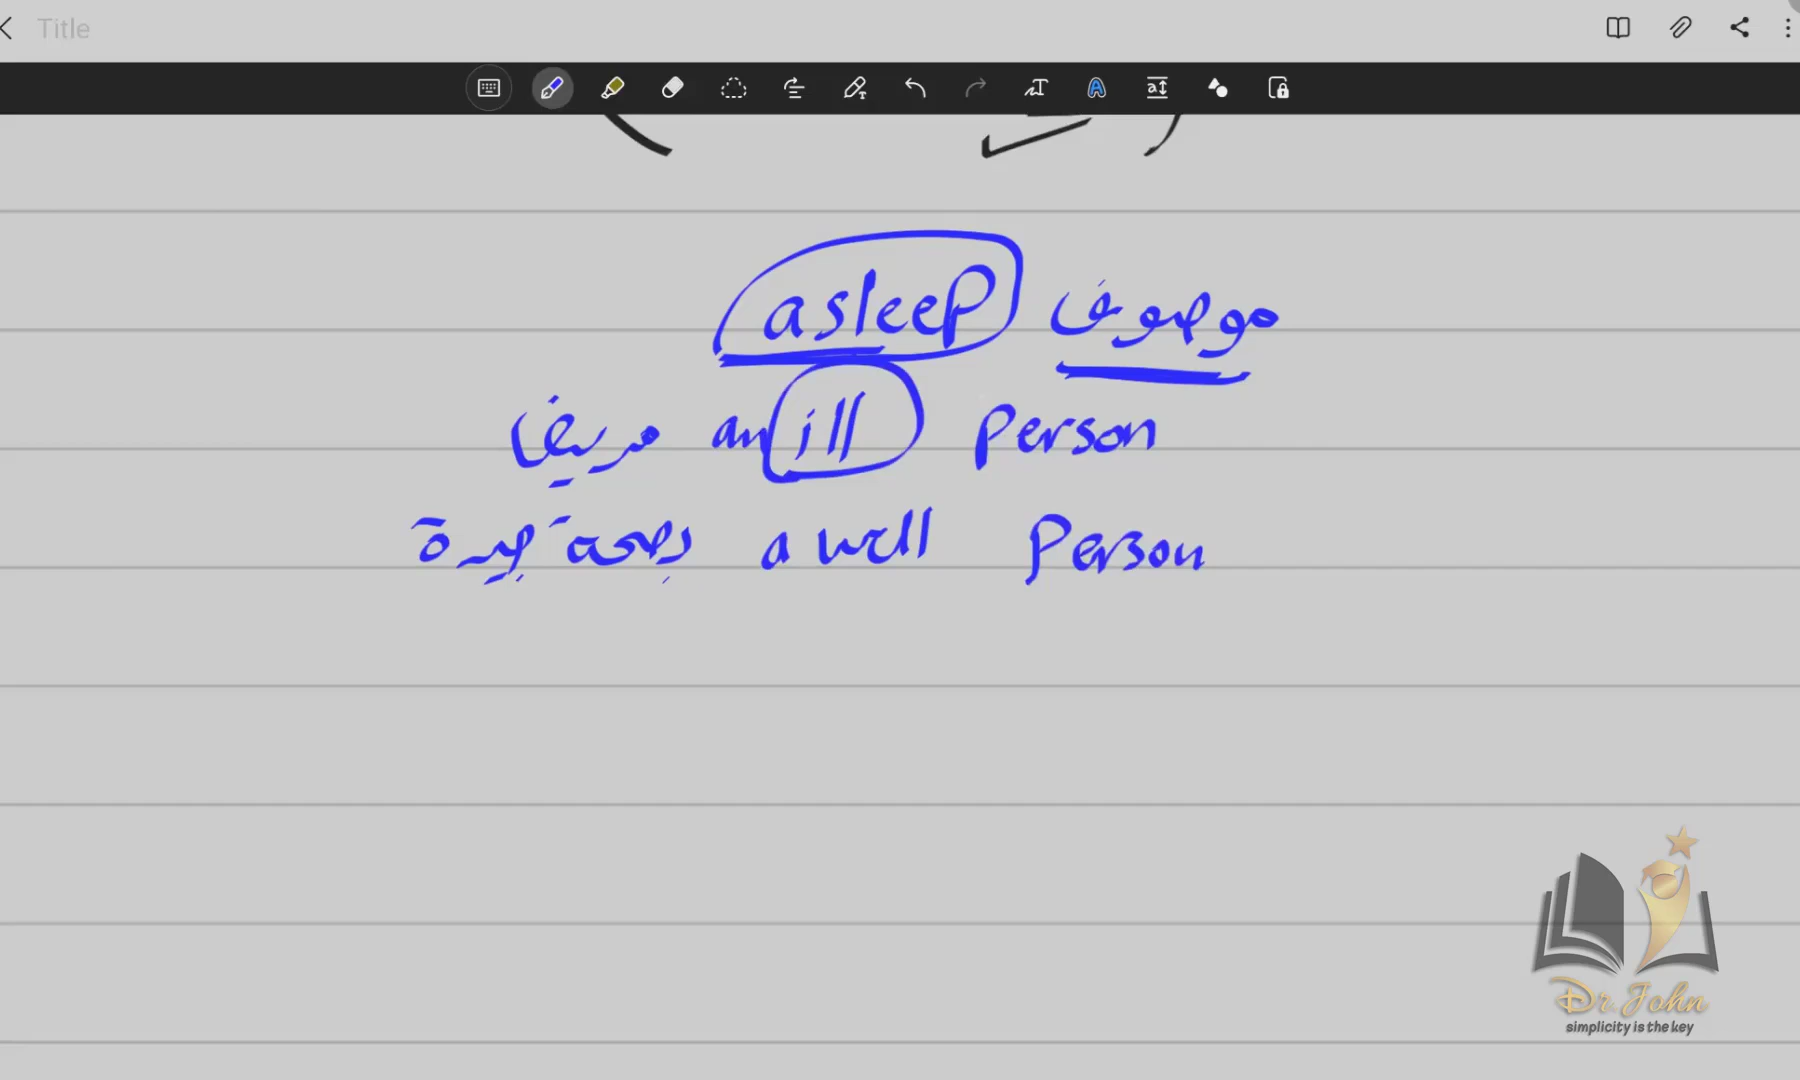 Title
asleep موصوف
مريض an ill person
بصحة جيدة a well person
Dr. John
simplicity is the key